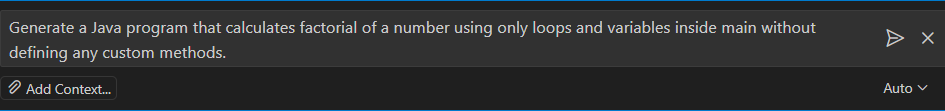 Generate a Java program that calculates factorial of a number using only loops and variables inside main without
defining any custom methods.
Add Context...
Auto